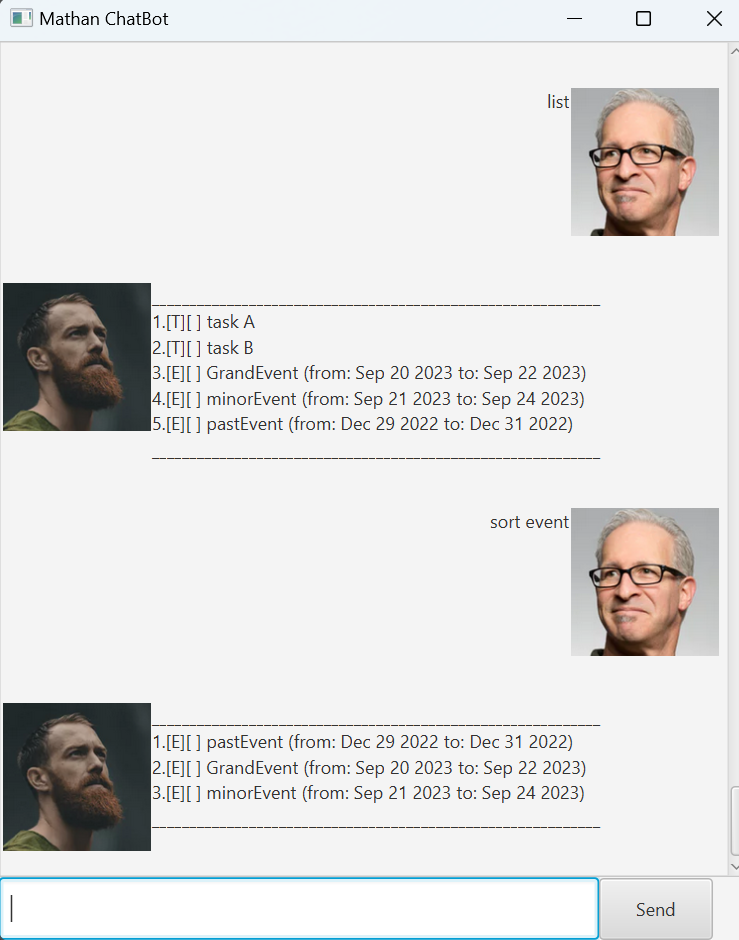 Mathan ChatBot
list
____________________________________________________________
1.[T][ ] task A
2.[T][ ] task B
3.[E][ ] GrandEvent (from: Sep 20 2023 to: Sep 22 2023)
4.[E][ ] minorEvent (from: Sep 21 2023 to: Sep 24 2023)
5.[E][ ] pastEvent (from: Dec 29 2022 to: Dec 31 2022)
____________________________________________________________
sort event
____________________________________________________________
1.[E][ ] pastEvent (from: Dec 29 2022 to: Dec 31 2022)
2.[E][ ] GrandEvent (from: Sep 20 2023 to: Sep 22 2023)
3.[E][ ] minorEvent (from: Sep 21 2023 to: Sep 24 2023)
____________________________________________________________
Send